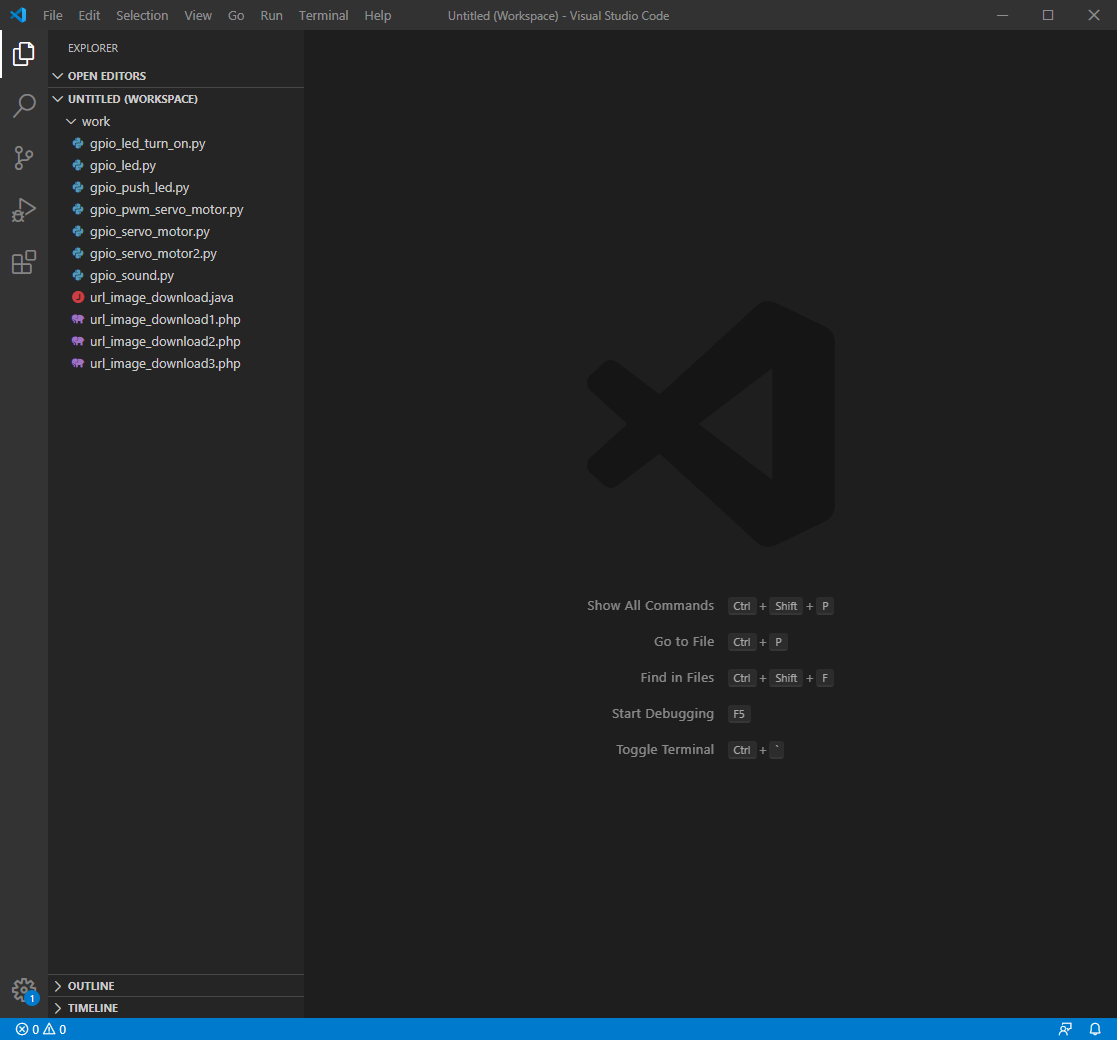 File Edit Selection View Go Run Terminal Help Untitled (Workspace) - Visual Studio Code
EXPLORER
OPEN EDITORS
UNTITLED (WORKSPACE)
work
gpio_led_turn_on.py
gpio_led.py
gpio_push_led.py
gpio_pwm_servo_motor.py
gpio_servo_motor.py
gpio_servo_motor2.py
gpio_sound.py
J url_image_download.java
url_image_download1.php
url_image_download2.php
url_image_download3.php
Show All Commands Ctrl + Shift + P
Go to File Ctrl + P
Find in Files Ctrl + Shift + F
Start Debugging F5
Toggle Terminal Ctrl + `
OUTLINE
1
TIMELINE
0 0